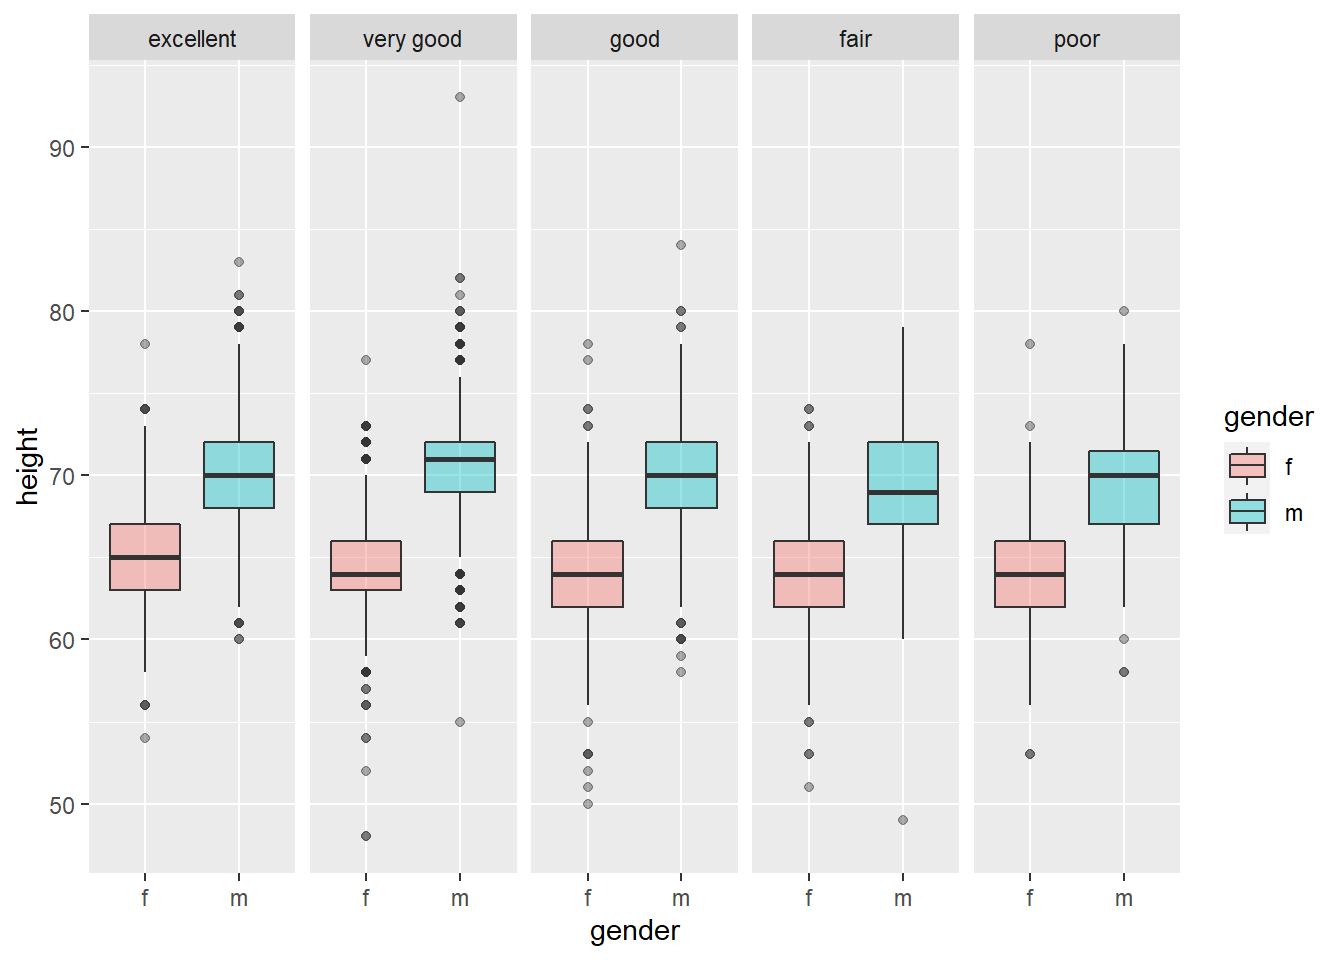 excellent very good good fair poor
90
80
70
60
50
height
f m f m f m f m f m
gender
gender
f
m